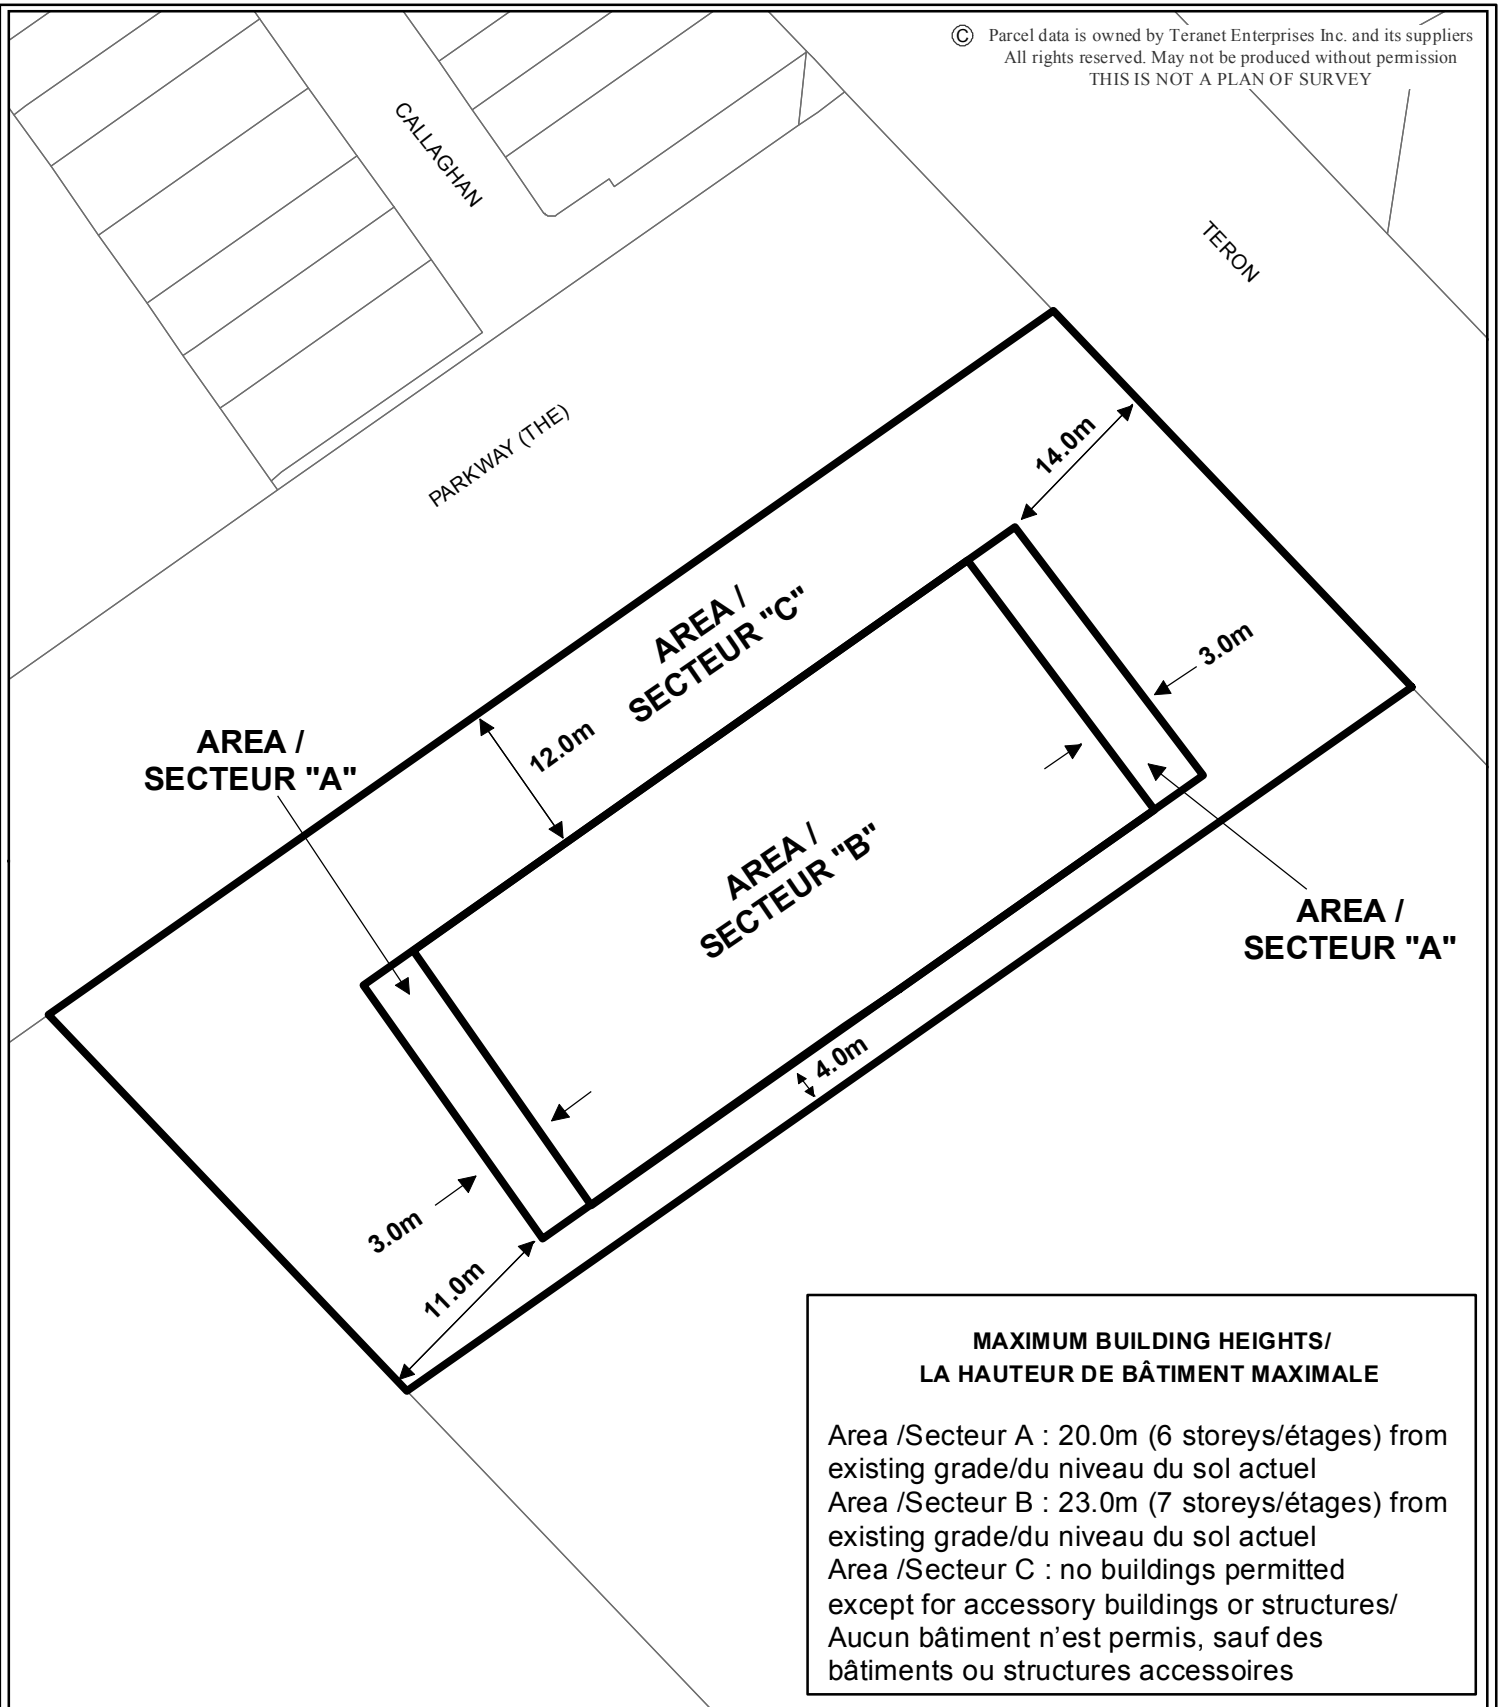 © Parcel data is owned by Teranet Enterprises Inc. and its suppliers
All rights reserved. May not be produced without permission
THIS IS NOT A PLAN OF SURVEY
CALLAGHAN
TERON
PARKWAY (THE)
14.0m
AREA /
SECTEUR "C"
3.0m
12.0m
AREA /
SECTEUR "A"
AREA /
SECTEUR "B"
AREA /
SECTEUR "A"
4.0m
3.0m
11.0m
MAXIMUM BUILDING HEIGHTS/
LA HAUTEUR DE BÂTIMENT MAXIMALE
Area /Secteur A : 20.0m (6 storeys/étages) from
existing grade/du niveau du sol actuel
Area /Secteur B : 23.0m (7 storeys/étages) from
existing grade/du niveau du sol actuel
Area /Secteur C : no buildings permitted
except for accessory buildings or structures/
Aucun bâtiment n’est permis, sauf des
bâtiments ou structures accessoires